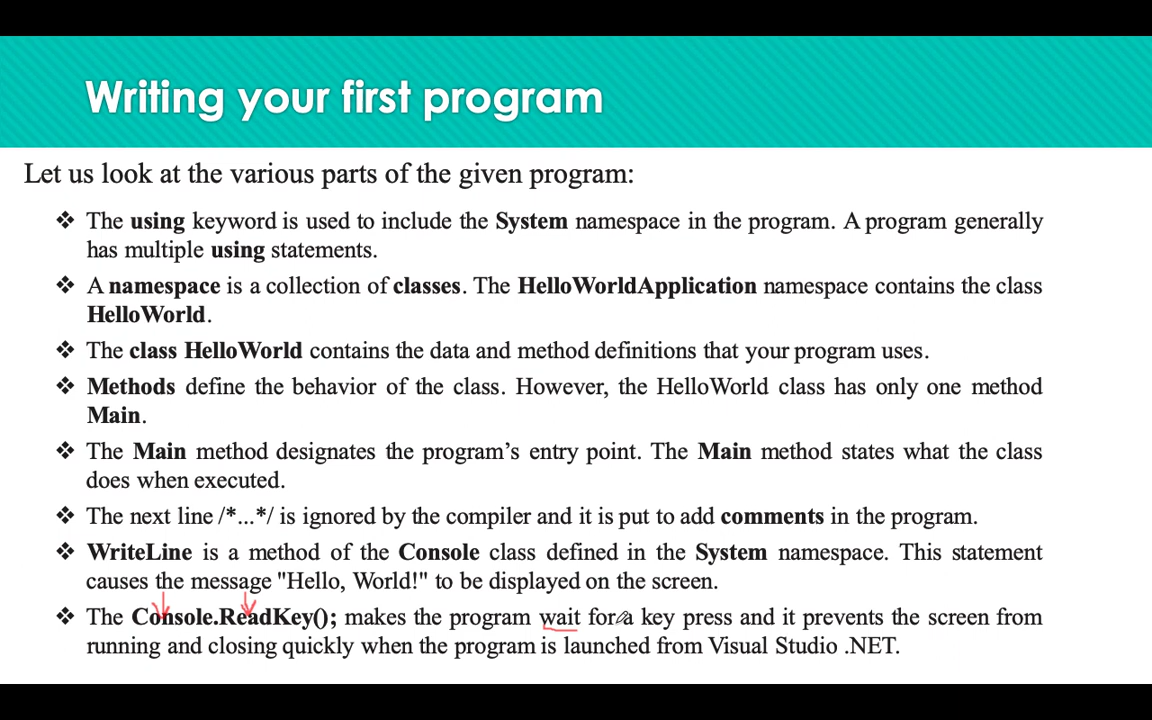 Writing your first program
Let us look at the various parts of the given program:
❖ The using keyword is used to include the System namespace in the program. A program generally
has multiple using statements.
❖ A namespace is a collection of classes. The HelloWorldApplication namespace contains the class
HelloWorld.
❖ The class HelloWorld contains the data and method definitions that your program uses.
❖ Methods define the behavior of the class. However, the HelloWorld class has only one method
Main.
❖ The Main method designates the program’s entry point. The Main method states what the class
does when executed.
❖ The next line /*...*/ is ignored by the compiler and it is put to add comments in the program.
❖ WriteLine is a method of the Console class defined in the System namespace. This statement
causes the message "Hello, World!" to be displayed on the screen.
❖ The Console.ReadKey(); makes the program wait for a key press and it prevents the screen from
running and closing quickly when the program is launched from Visual Studio .NET.